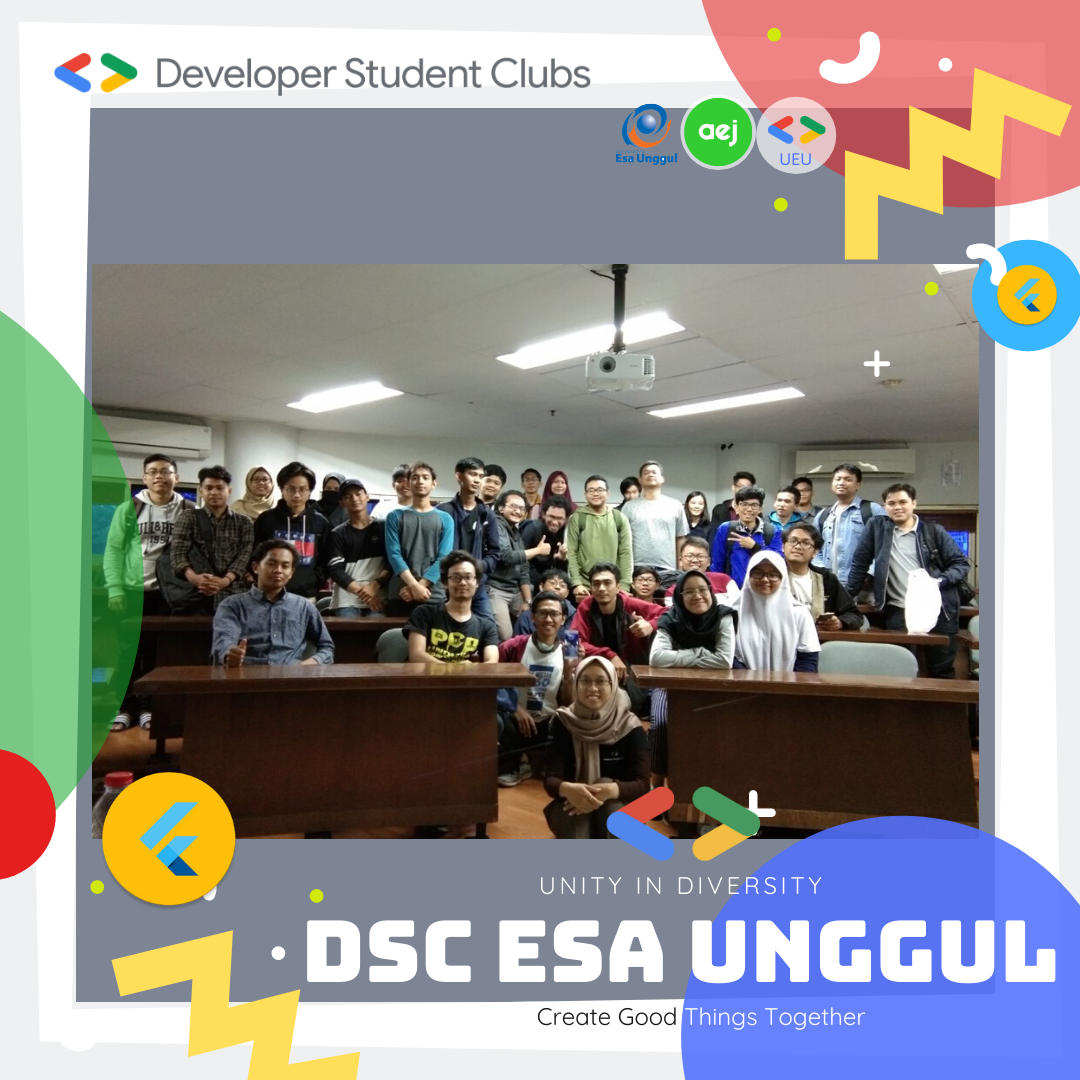 Developer Student Clubs
Esa Unggul
aej
UEU
UNITY IN DIVERSITY
DSC ESA UNGGUL
Create Good Things Together